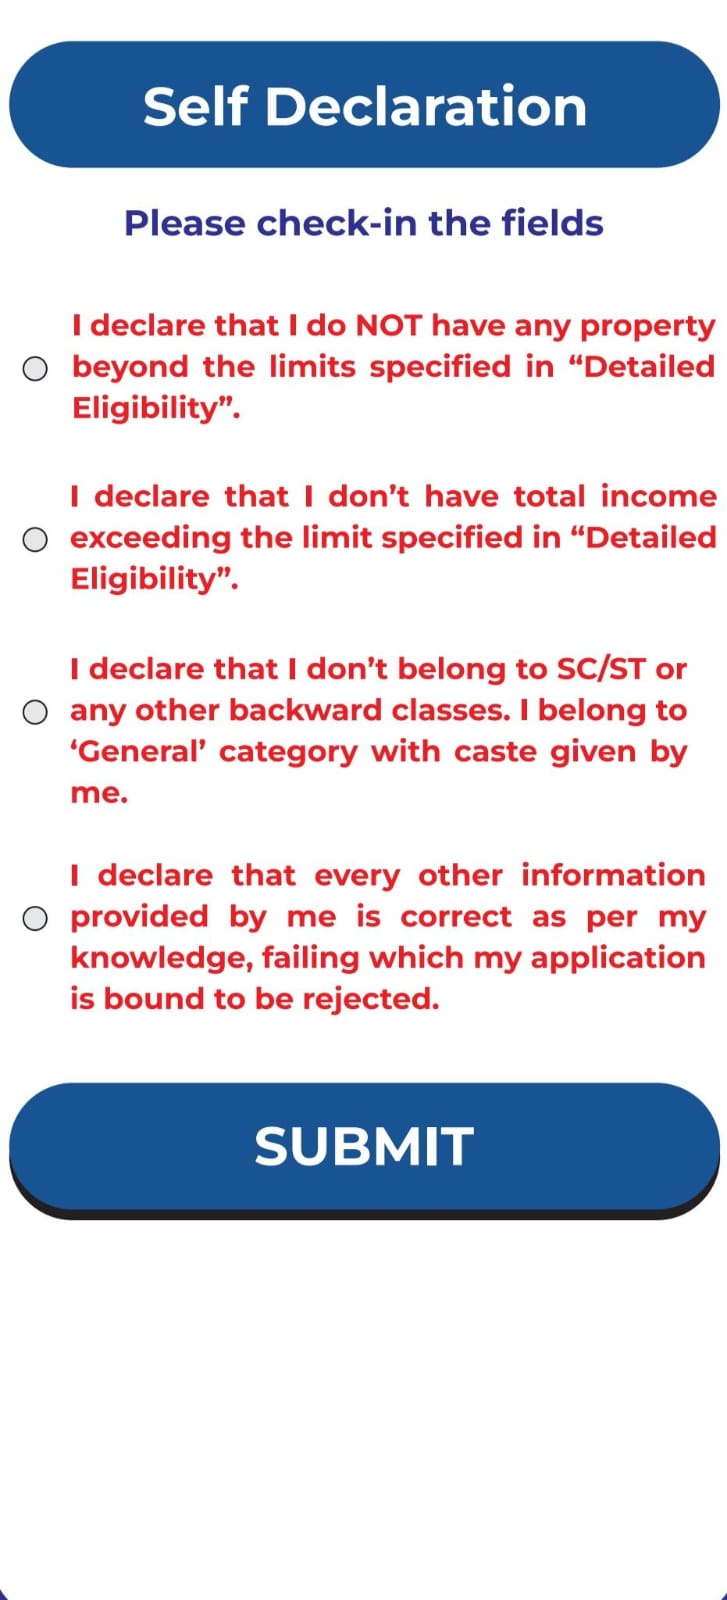 Self Declaration
Please check-in the fields
I declare that I do NOT have any property
beyond the limits specified in “Detailed
Eligibility”.
I declare that I don’t have total income
exceeding the limit specified in “Detailed
Eligibility”.
I declare that I don’t belong to SC/ST or
any other backward classes. I belong to
‘General’ category with caste given by
me.
I declare that every other information
provided by me is correct as per my
knowledge, failing which my application
is bound to be rejected.
SUBMIT